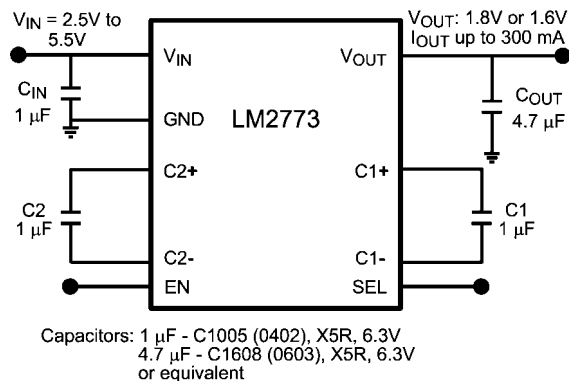 VIN = 2.5V to
5.5V
VOUT: 1.8V or 1.6V
IOUT up to 300 mA
CIN
1 µF
VIN
VOUT
COUT
4.7 µF
GND
LM2773
C2+
C1+
C2
1 µF
C1
1 µF
C2-
C1-
EN
SEL
Capacitors: 1 µF - C1005 (0402), X5R, 6.3V
4.7 µF - C1608 (0603), X5R, 6.3V
or equivalent